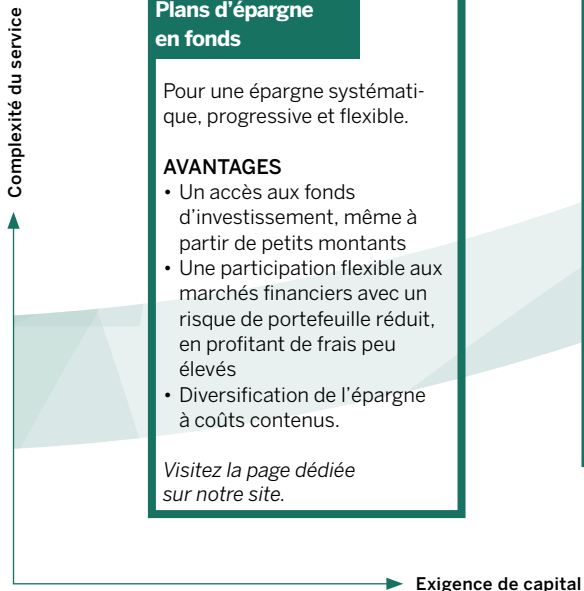 Complexité du service
Plans d’épargne
en fonds
Pour une épargne systémati-
que, progressive et flexible.
AVANTAGES
• Un accès aux fonds
d’investissement, même à
partir de petits montants
• Une participation flexible aux
marchés financiers avec un
risque de portefeuille réduit,
en profitant de frais peu
élevés
• Diversification de l’épargne
à coûts contenus.
Visitez la page dédiée
sur notre site.
Exigence de capital